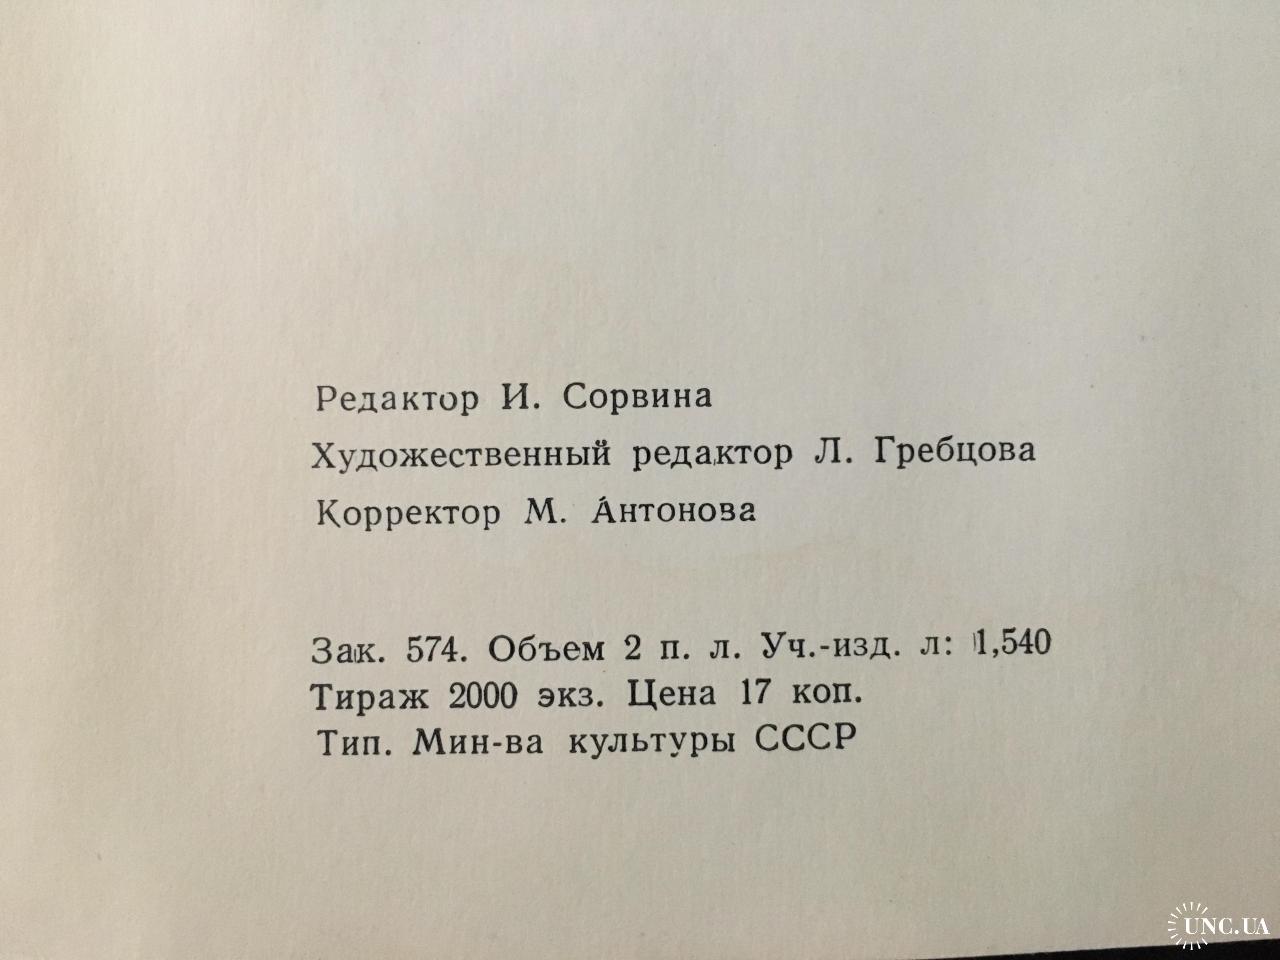 Редактор И. Сорвина
Художественный редактор Л. Гребцова
Корректор М. Антонова
Зак. 574. Объем 2 п. л. Уч.-изд. л: 1,540
Тираж 2000 экз. Цена 17 коп.
Тип. Мин-ва культуры СССР
UNC.UA